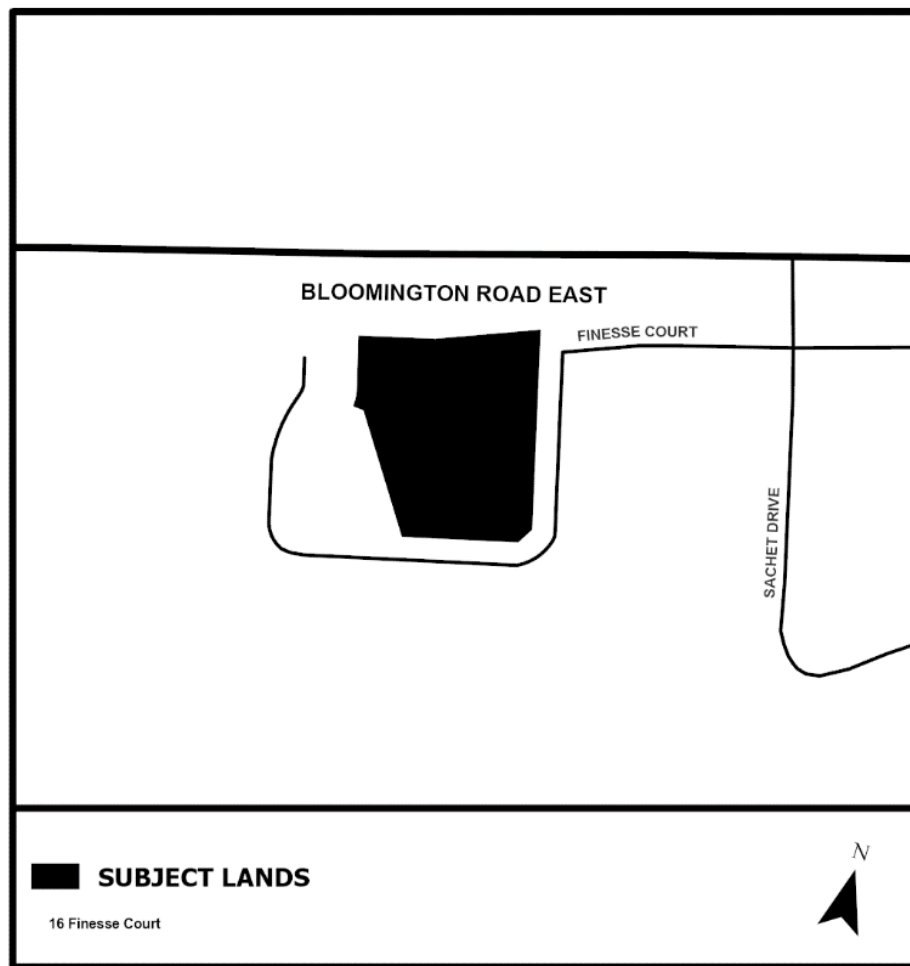 BLOOMINGTON ROAD EAST
FINESSE COURT
SACHET DRIVE
SUBJECT LANDS
16 Finesse Court
N